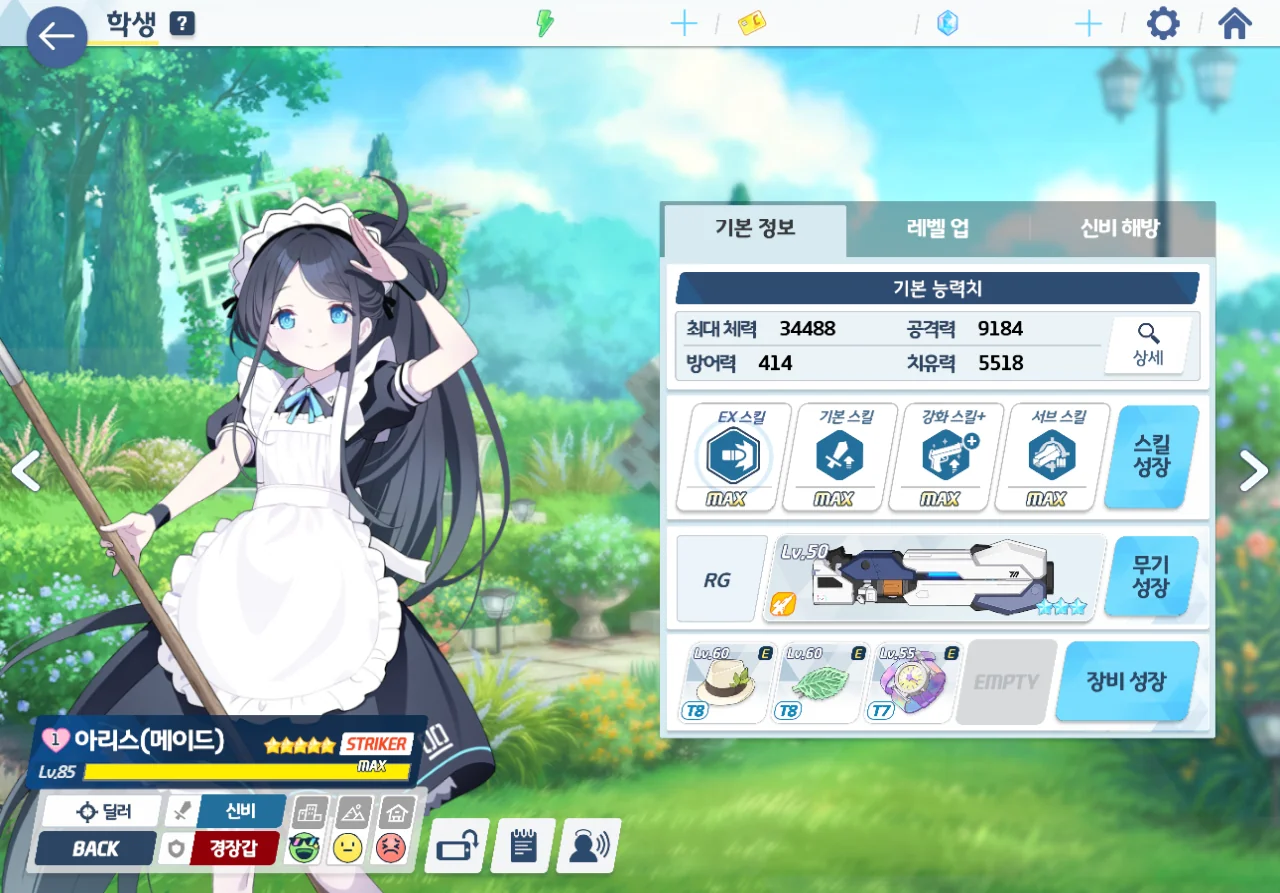 학생 ?
기본 정보 레벨 업 신비 해방
기본 능력치
최대 체력 34488 공격력 9184
방어력 414 치유력 5518
상세
EX 스킬 기본 스킬 강화 스킬+ 서브 스킬
MAX MAX MAX MAX
스킬
성장
RG
Lv.50
무기
성장
Lv.60 E Lv.60 E Lv.55 E
T8 T8 T7
EMPTY
장비 성장
1 아리스(메이드) STRIKER
Lv.85 MAX
딜러 신비
BACK 경장갑